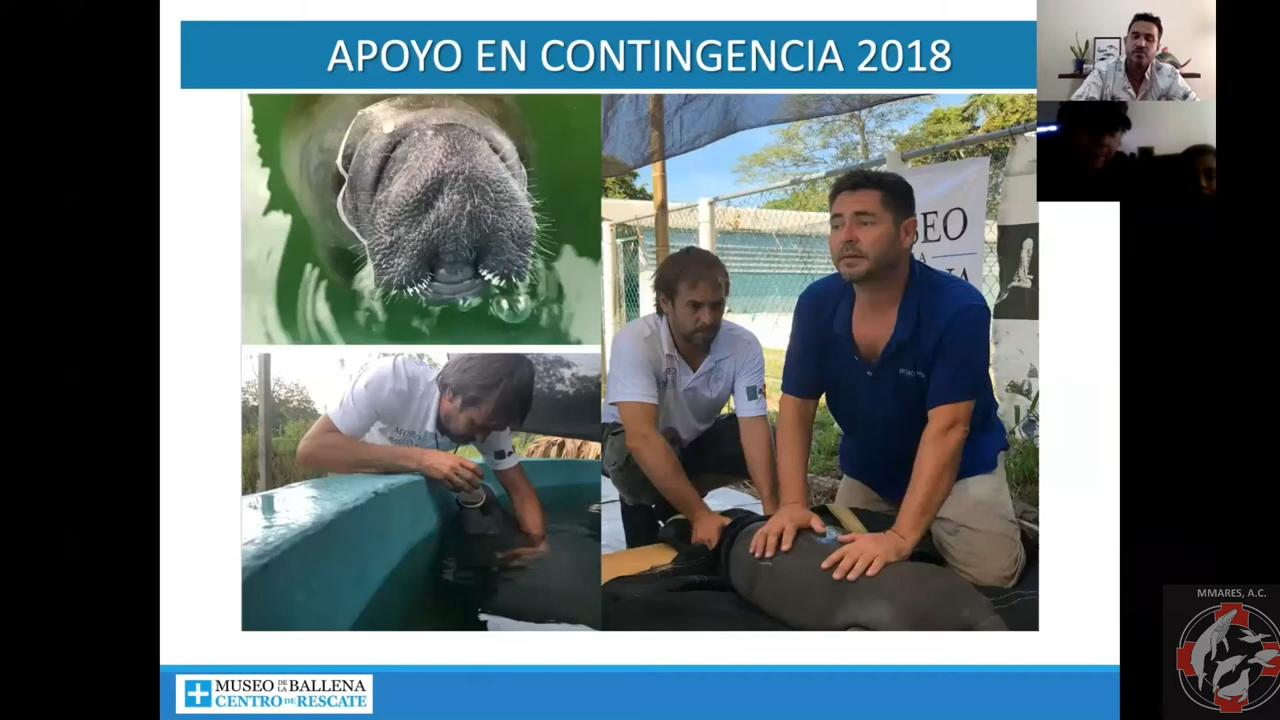 APOYO EN CONTINGENCIA 2018
MUSEO DE LA BALLENA
CENTRO DE RESCATE
MMARES, A.C.